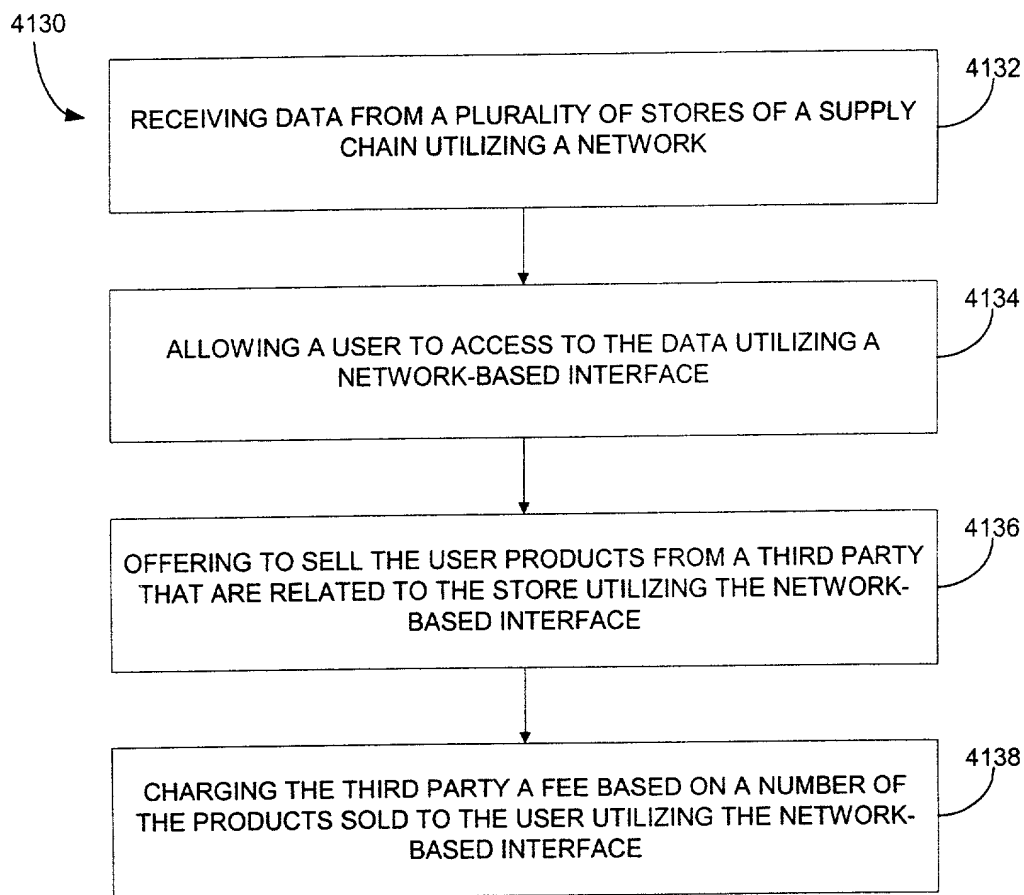 4130
4132
RECEIVING DATA FROM A PLURALITY OF STORES OF A SUPPLY
CHAIN UTILIZING A NETWORK
4134
ALLOWING A USER TO ACCESS TO THE DATA UTILIZING A
NETWORK-BASED INTERFACE
4136
OFFERING TO SELL THE USER PRODUCTS FROM A THIRD PARTY
THAT ARE RELATED TO THE STORE UTILIZING THE NETWORK-
BASED INTERFACE
4138
CHARGING THE THIRD PARTY A FEE BASED ON A NUMBER OF
THE PRODUCTS SOLD TO THE USER UTILIZING THE NETWORK-
BASED INTERFACE